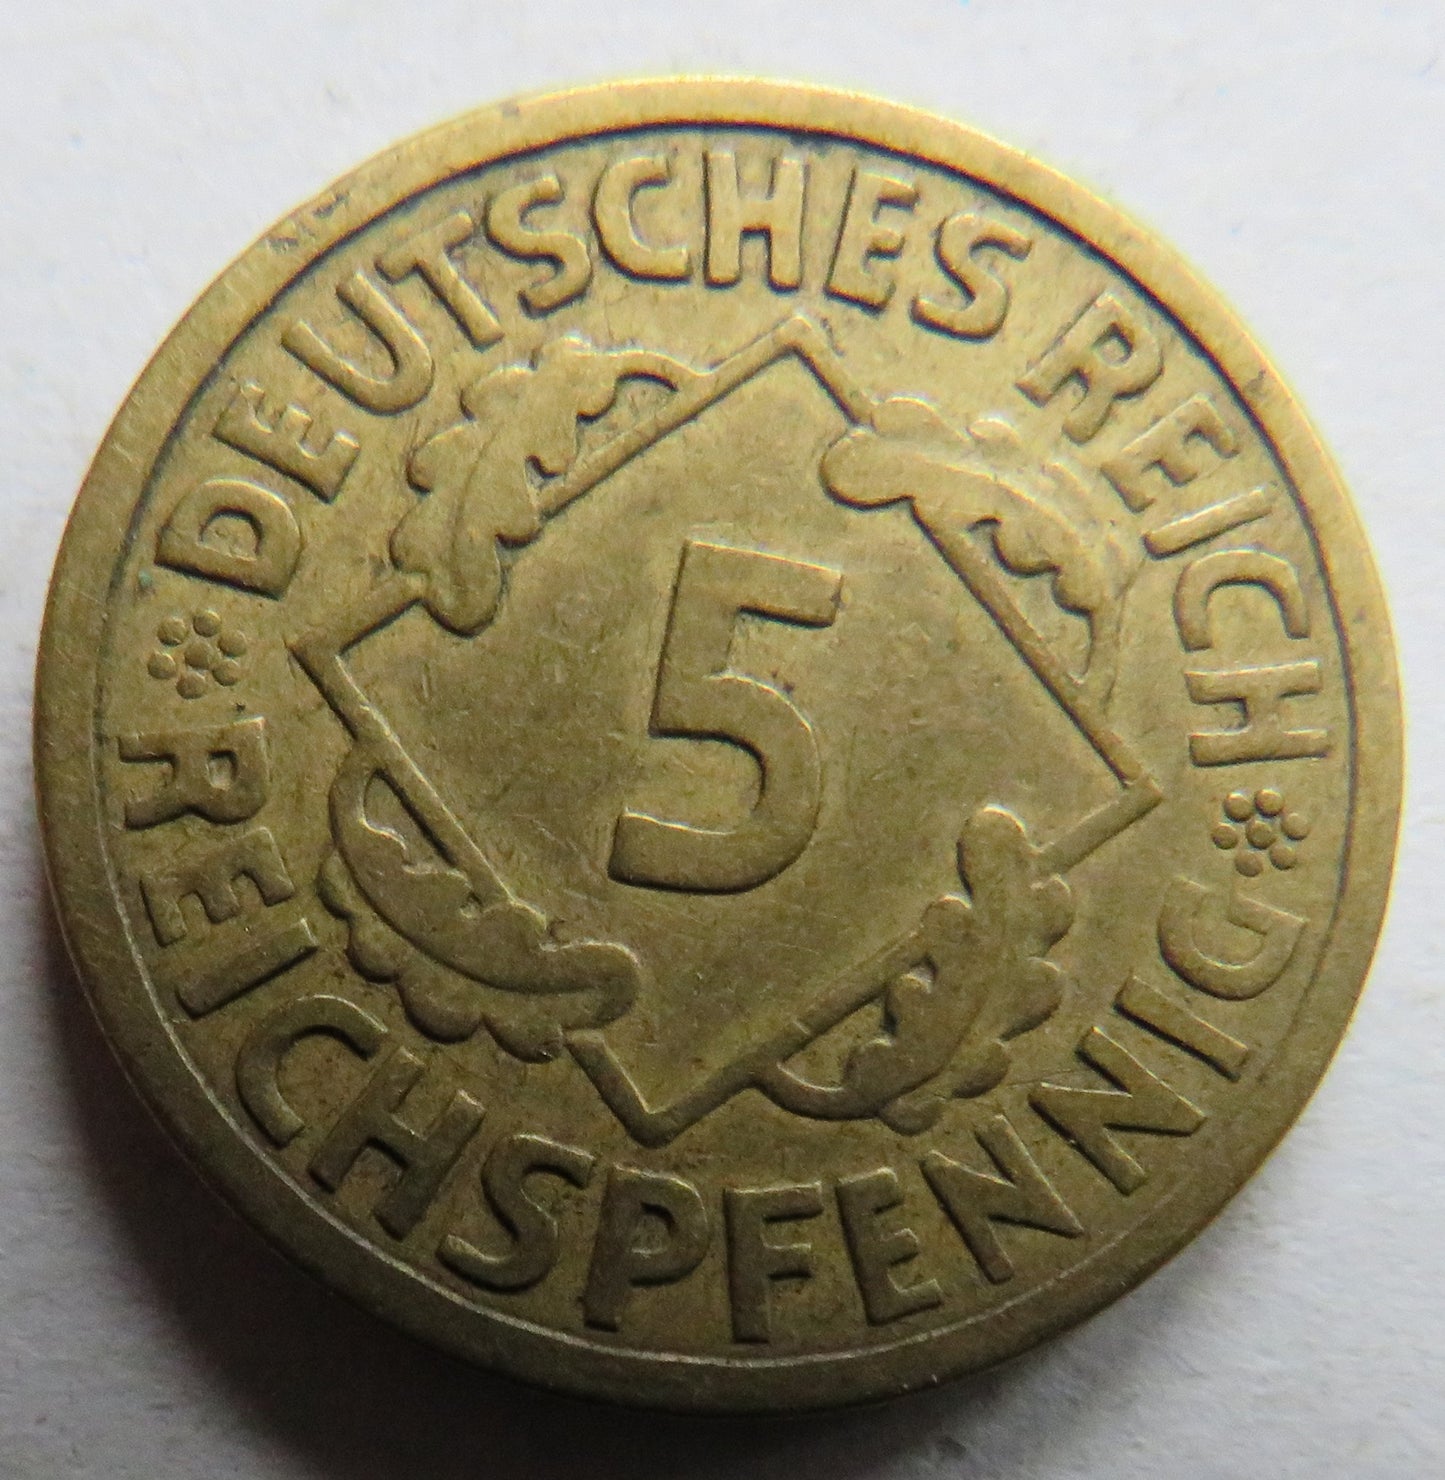 DEUTSCHES REICH
5
REICHSPFENNIG